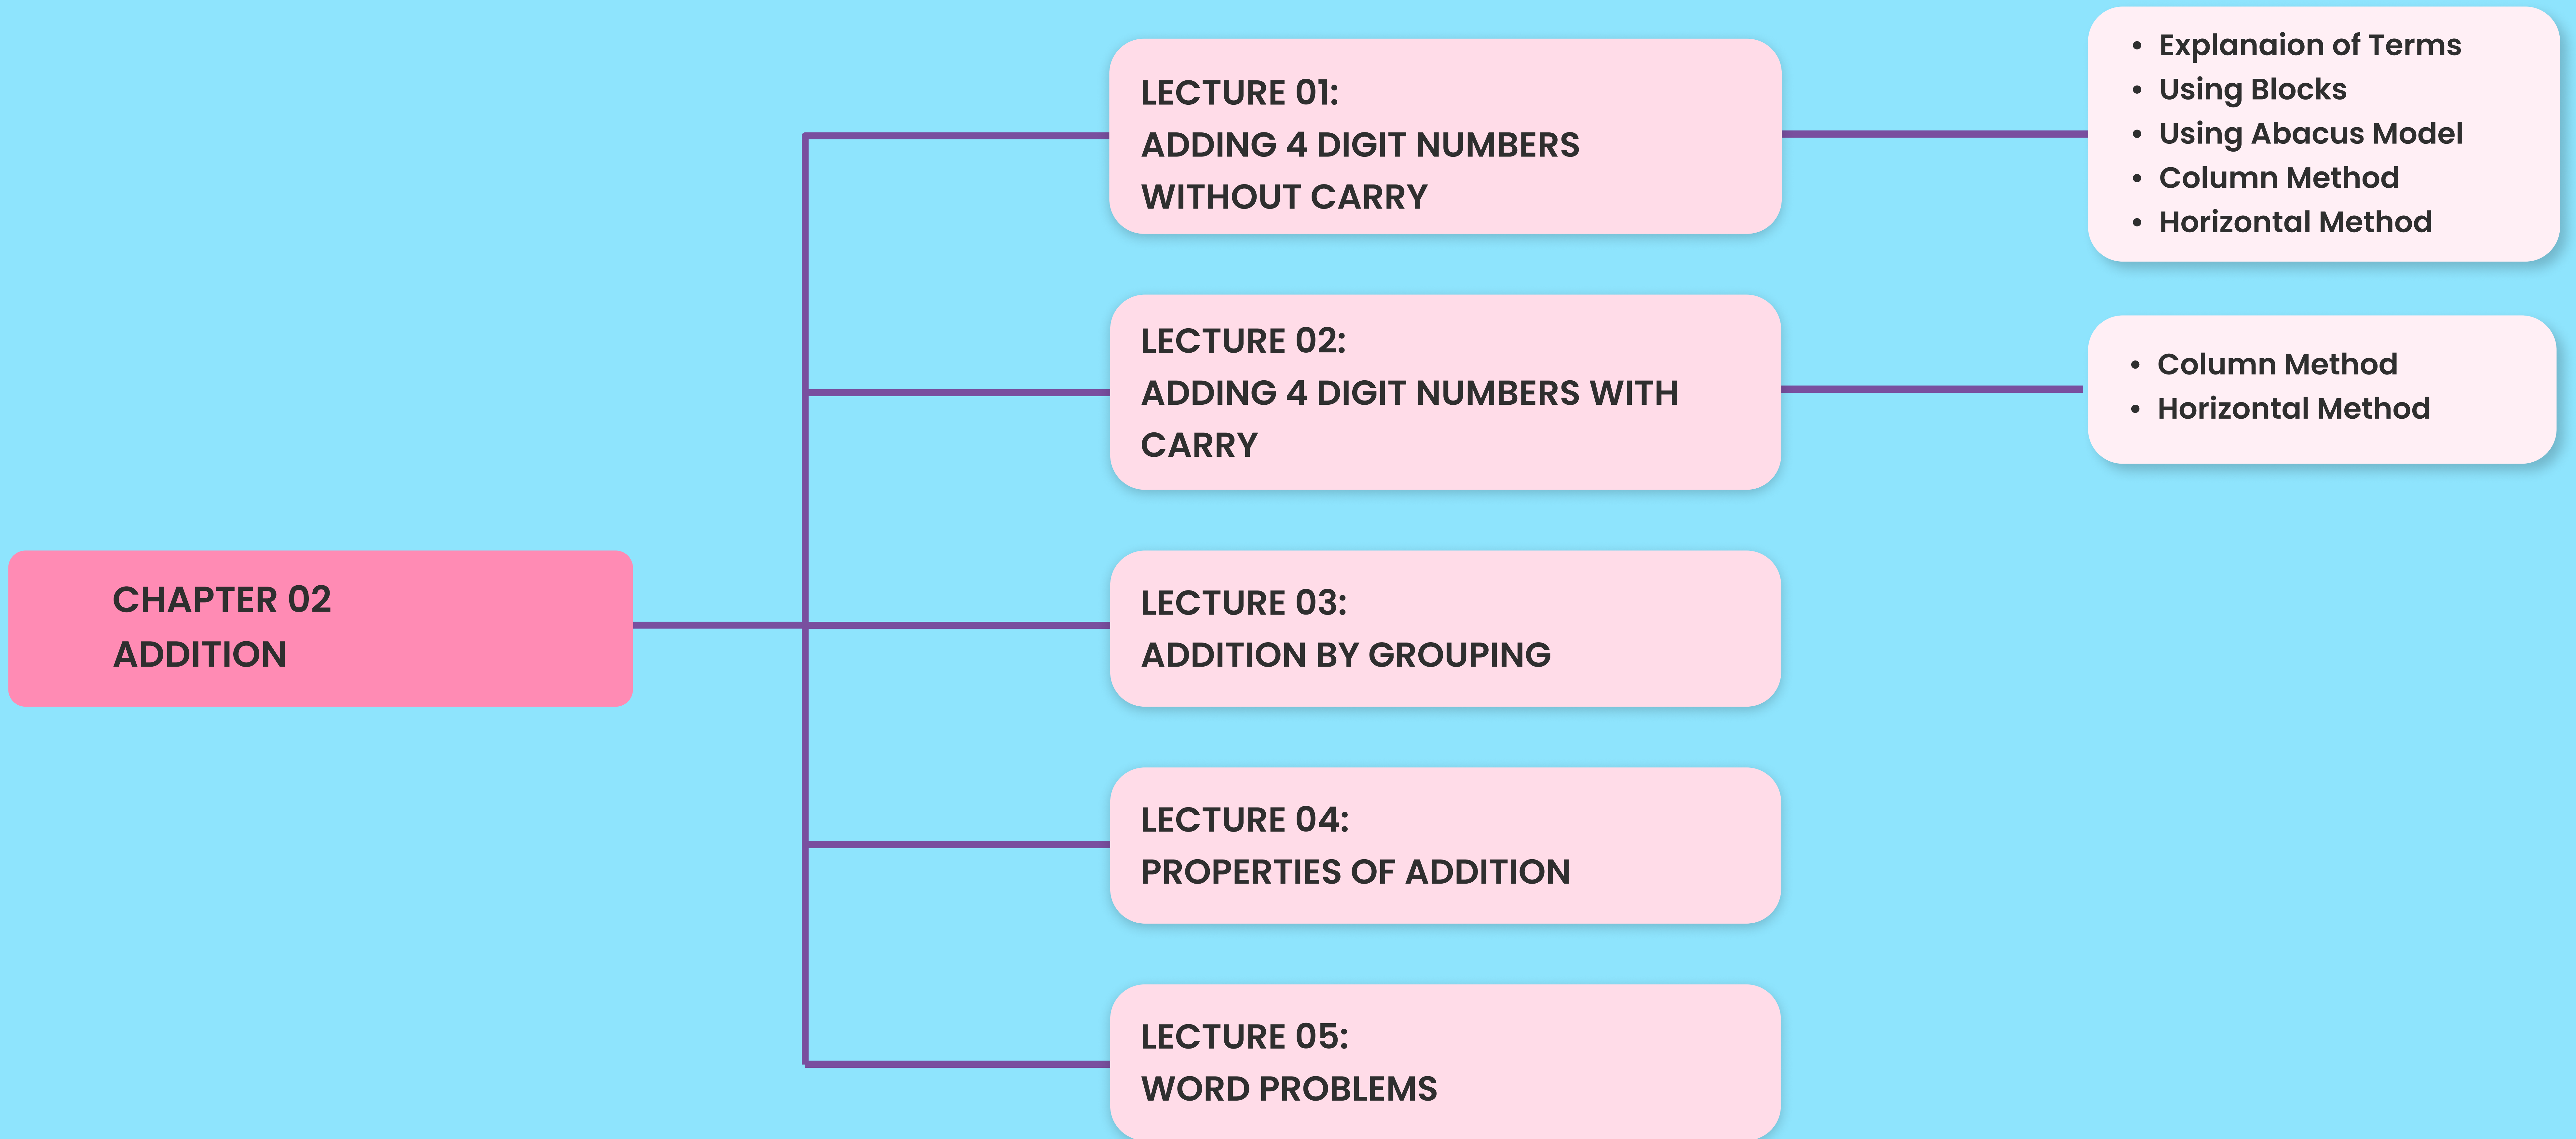 CHAPTER 02
ADDITION
LECTURE 01:
ADDING 4 DIGIT NUMBERS
WITHOUT CARRY
• Explanaion of Terms
• Using Blocks
• Using Abacus Model
• Column Method
• Horizontal Method
LECTURE 02:
ADDING 4 DIGIT NUMBERS WITH
CARRY
• Column Method
• Horizontal Method
LECTURE 03:
ADDITION BY GROUPING
LECTURE 04:
PROPERTIES OF ADDITION
LECTURE 05:
WORD PROBLEMS